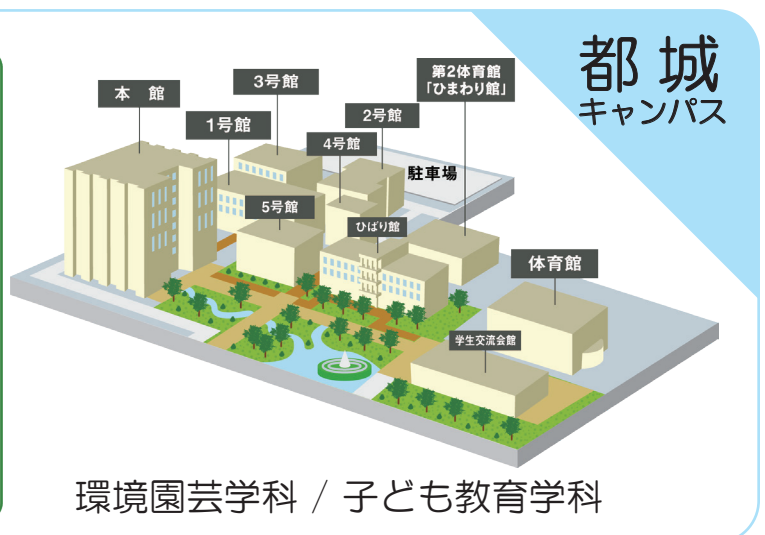 都城
キャンパス
本館
3号館
1号館
2号館
4号館
第2体育館
「ひまわり館」
駐車場
5号館
ひばり館
体育館
学生交流会館
環境園芸学科 / 子ども教育学科